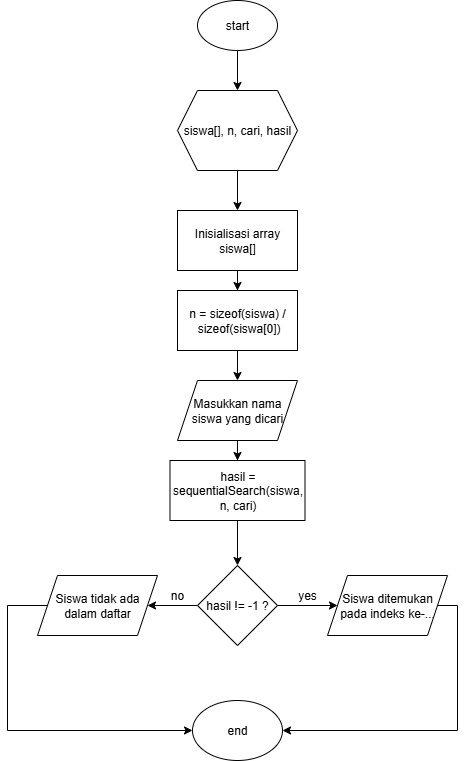 start
siswa[], n, cari, hasil
Inisialisasi array
siswa[]
n = sizeof(siswa) /
sizeof(siswa[0])
Masukkan nama
siswa yang dicari
hasil =
sequentialSearch(siswa,
n, cari)
hasil != -1 ?
no
yes
Siswa tidak ada
dalam daftar
Siswa ditemukan
pada indeks ke-...
end